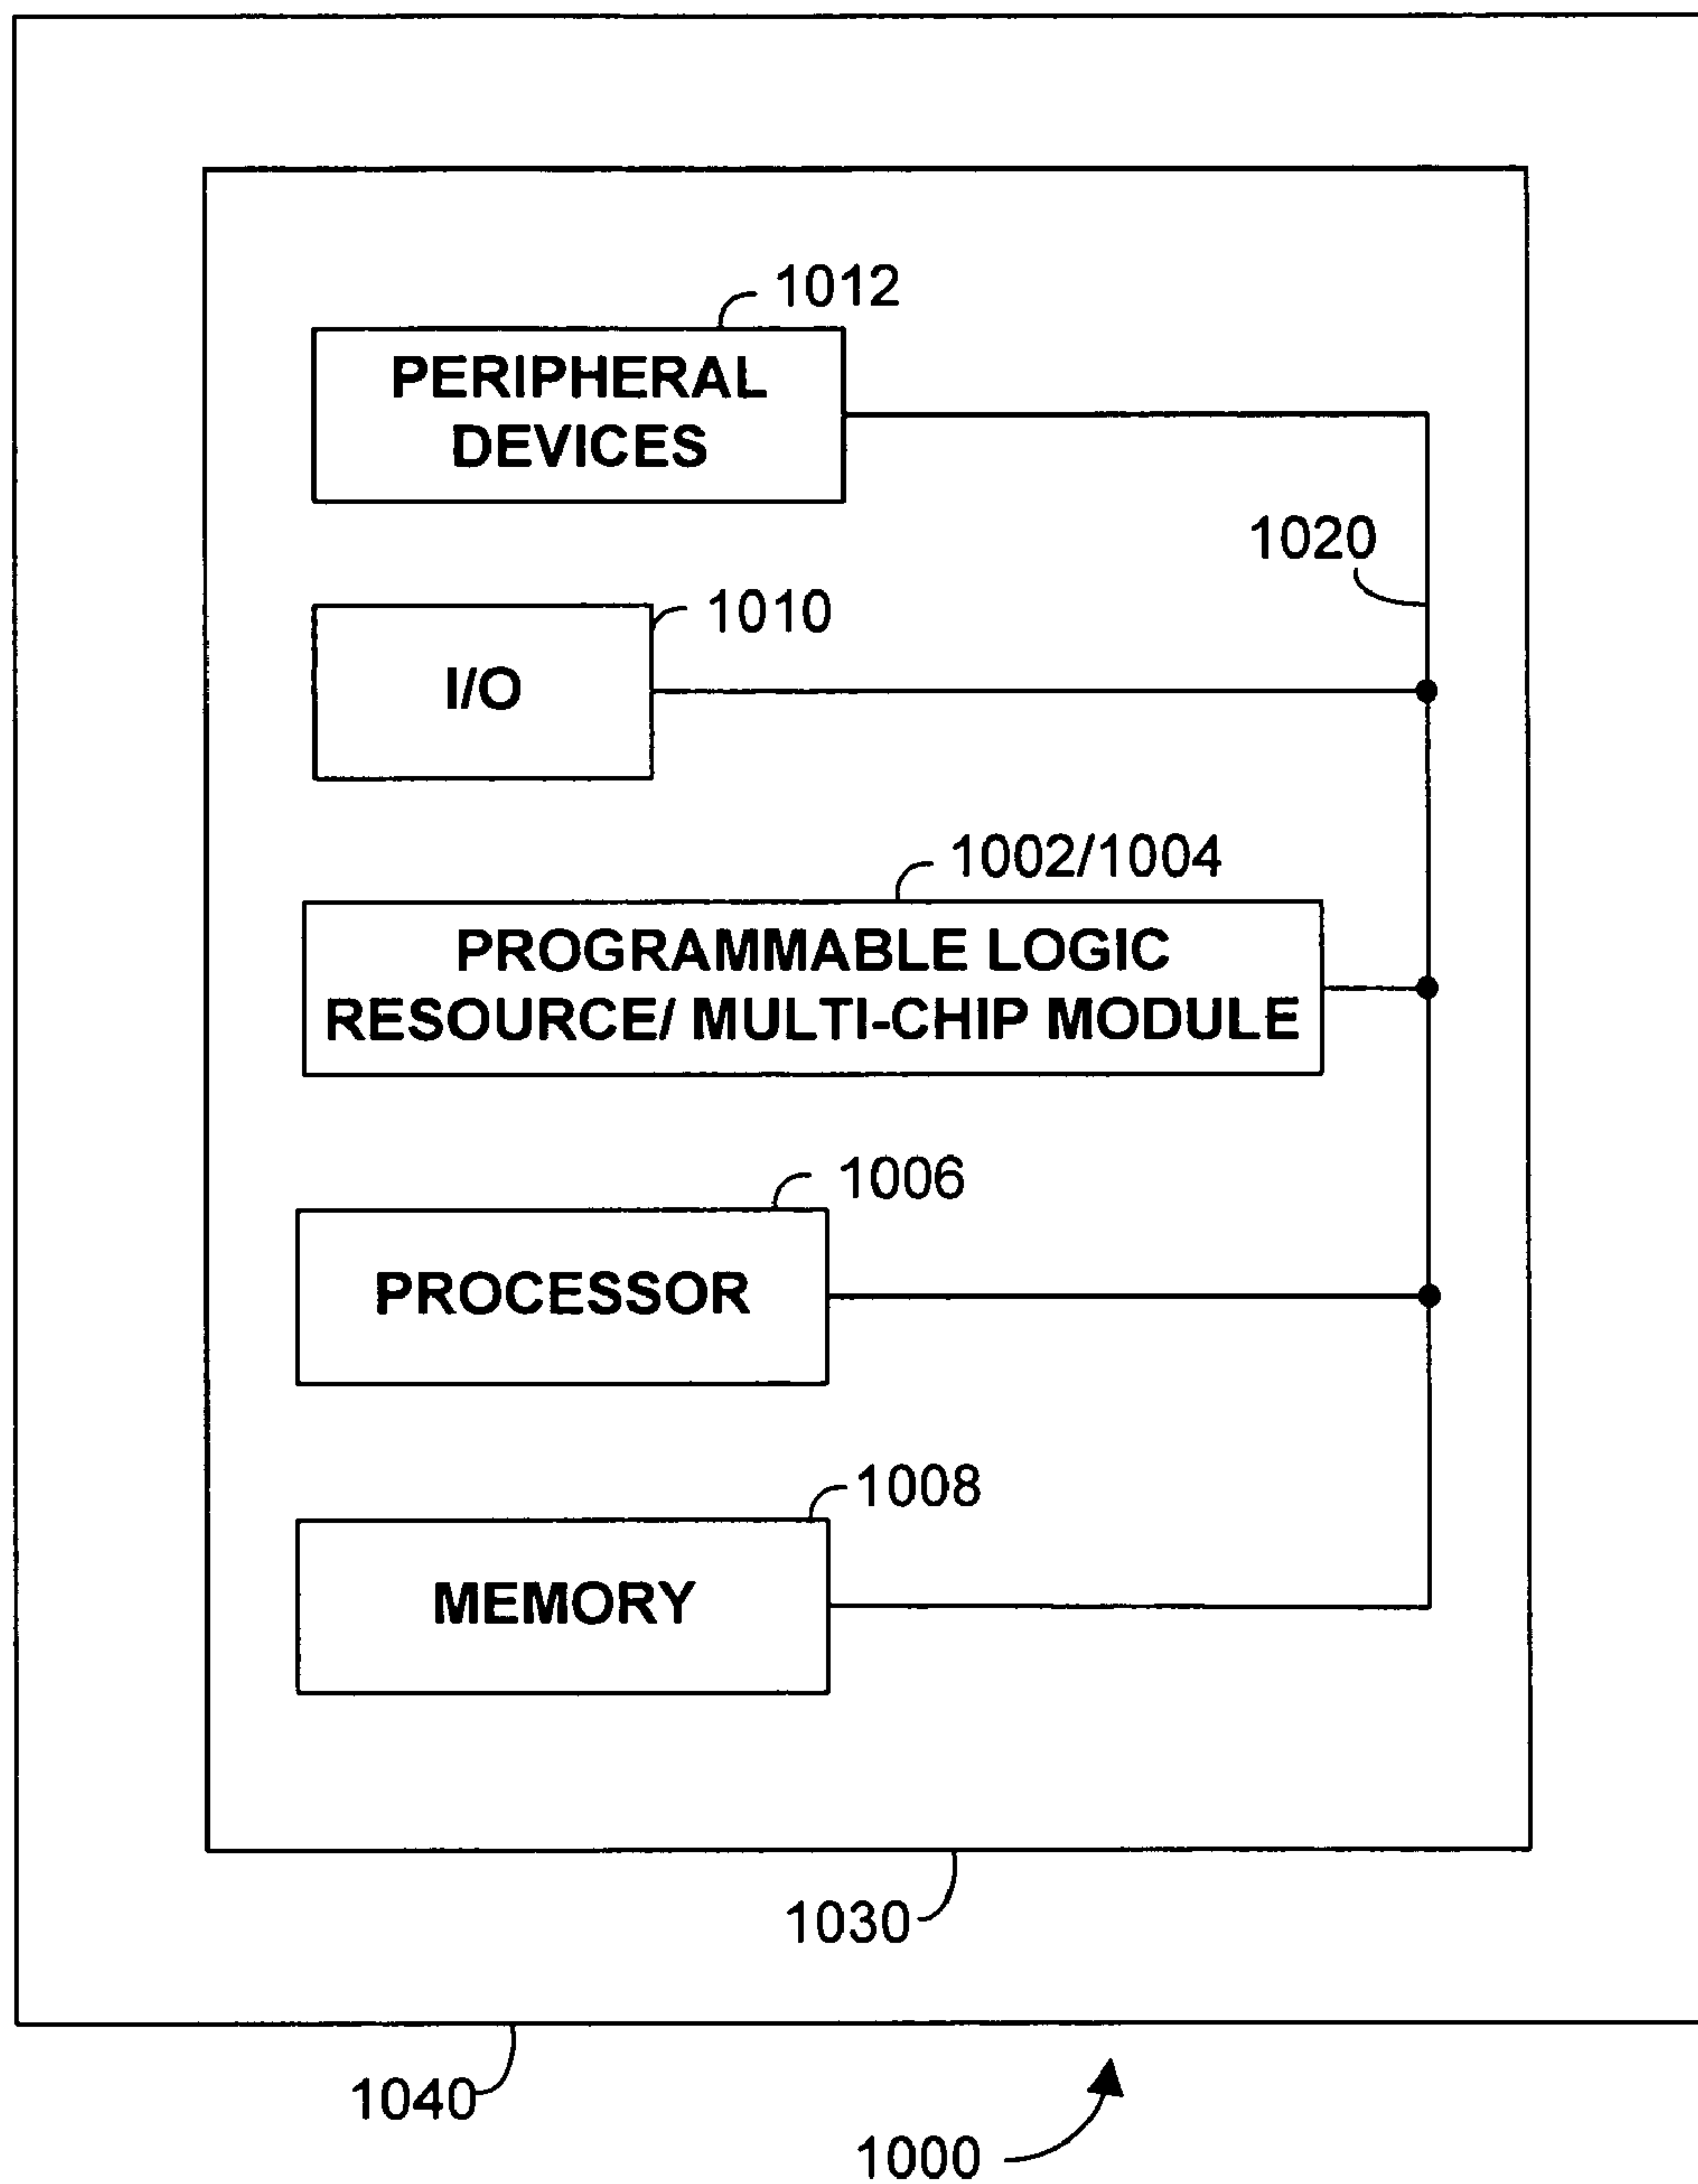 1012
PERIPHERAL
DEVICES
1020
1010
I/O
1002/1004
PROGRAMMABLE LOGIC
RESOURCE/ MULTI-CHIP MODULE
1006
PROCESSOR
1008
MEMORY
1030
1040
1000